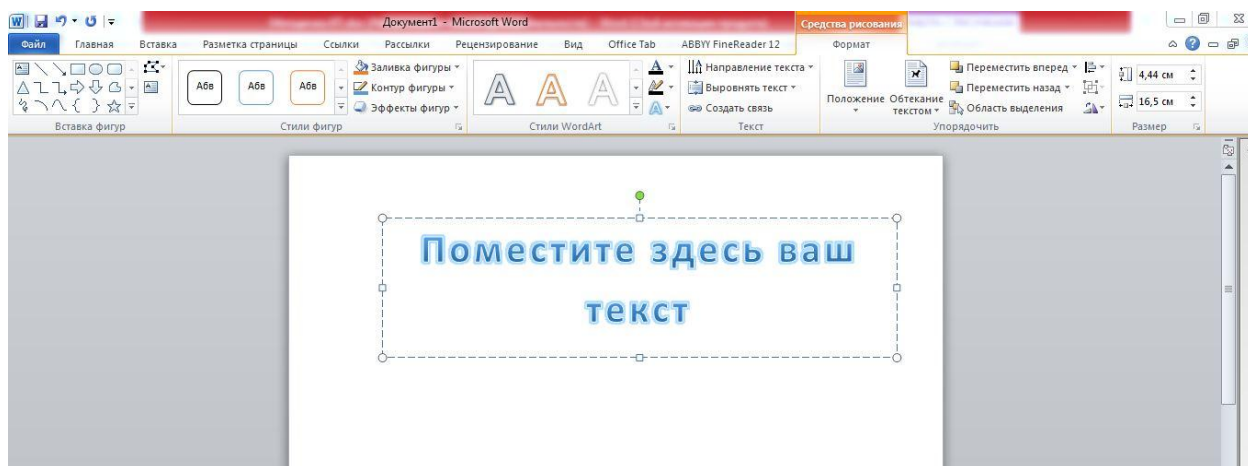 Документ1 - Microsoft Word
Средства рисования
Файл Главная Вставка Разметка страницы Ссылки Рассылки Рецензирование Вид Office Tab ABBYY FineReader 12 Формат
Абв Абв Абв
Заливка фигуры
Контур фигуры
Эффекты фигур
Направление текста
Выровнять текст
Создать связь
Положение
Обтекание текстом
Переместить вперед
Переместить назад
Область выделения
4,44 см
16,5 см
Вставка фигур Стили фигур Стили WordArt Текст Упорядочить Размер
Поместите здесь ваш
текст